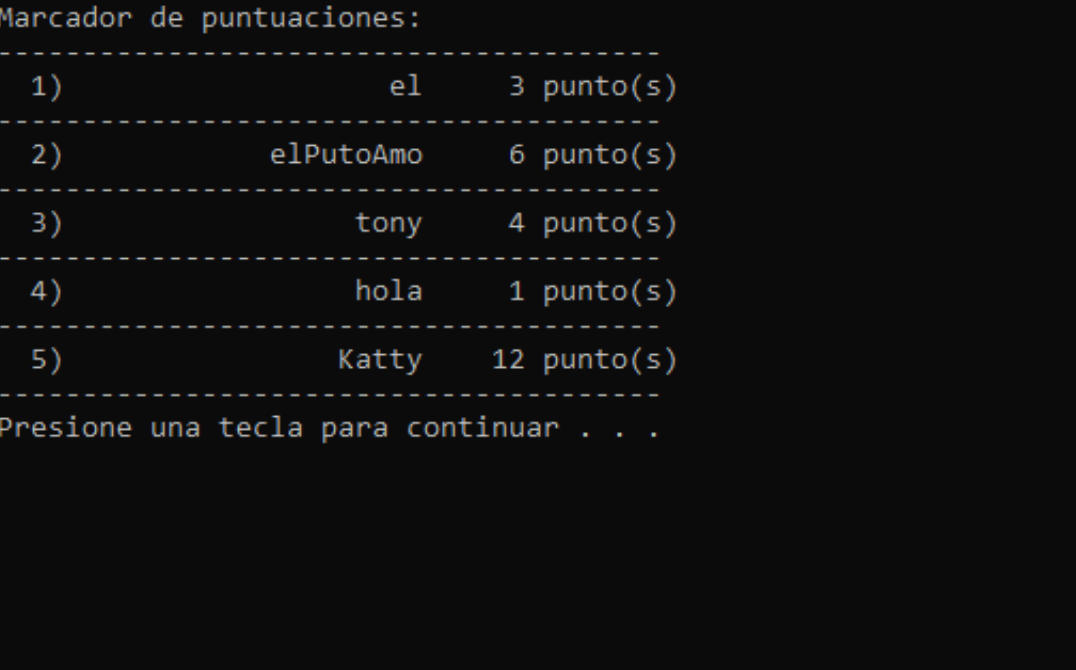 Marcador de puntuaciones:
---------------------------------------
1) el 3 punto(s)
---------------------------------------
2) elPutoAmo 6 punto(s)
---------------------------------------
3) tony 4 punto(s)
---------------------------------------
4) hola 1 punto(s)
---------------------------------------
5) Katty 12 punto(s)
---------------------------------------
Presione una tecla para continuar . . .